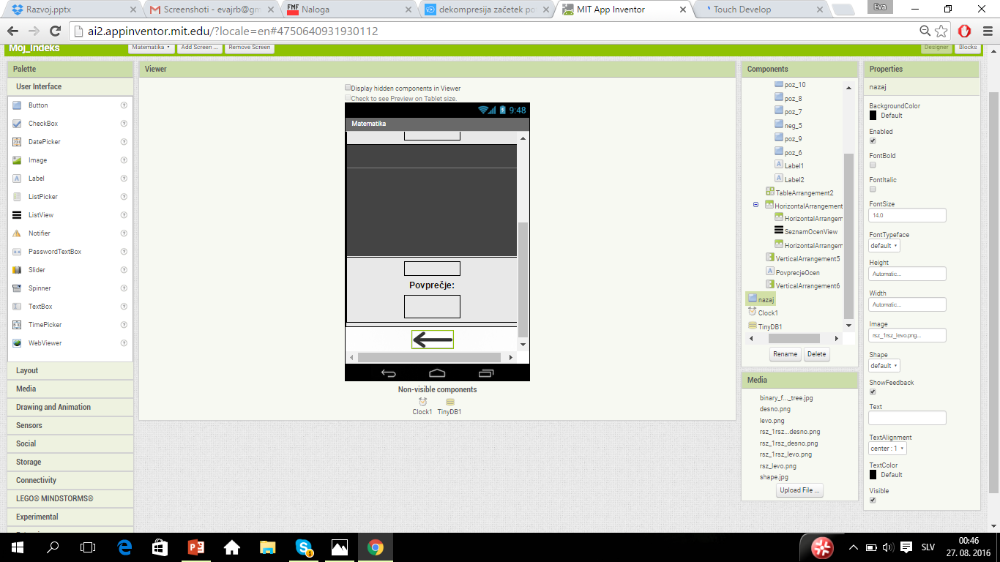 Razvoj.pptx
Screenshoti - evajrb@gm
FMF Naloga
dekompresija začetek po
MIT App Inventor
Touch Develop
Eva
ai2.appinventor.mit.edu/?locale=en#4750640931930112
Moj_Indeks
Matematika
Add Screen ...
Remove Screen
Designer
Blocks
Palette
User Interface
Button
CheckBox
DatePicker
Image
Label
ListPicker
ListView
Notifier
PasswordTextBox
Slider
Spinner
TextBox
TimePicker
WebViewer
Layout
Media
Drawing and Animation
Sensors
Social
Storage
Connectivity
LEGO® MINDSTORMS®
Experimental
Viewer
Display hidden components in Viewer
Check to see Preview on Tablet size.
9:48
Matematika
Povprečje:
Non-visible components
Clock1 TinyDB1
Components
poz_10
poz_8
poz_7
neg_5
poz_9
poz_6
Label1
Label2
TableArrangement2
HorizontalArrangement
HorizontalArrangem
SeznamOcenView
HorizontalArrangem
VerticalArrangement5
PovprecjeOcen
VerticalArrangement6
nazaj
Clock1
TinyDB1
Rename Delete
Media
binary_f..._tree.jpg
desno.png
levo.png
rsz_1rsz...desno.png
rsz_1rsz_desno.png
rsz_1rsz_levo.png
rsz_levo.png
shape.jpg
Upload File ...
Properties
nazaj
BackgroundColor
Default
Enabled
FontBold
FontItalic
FontSize
14.0
FontTypeface
default
Height
Automatic...
Width
Automatic...
Image
rsz_1rsz_levo.png...
Shape
default
ShowFeedback
Text
TextAlignment
center : 1
TextColor
Default
Visible
1
SLV
00:46
27. 08. 2016